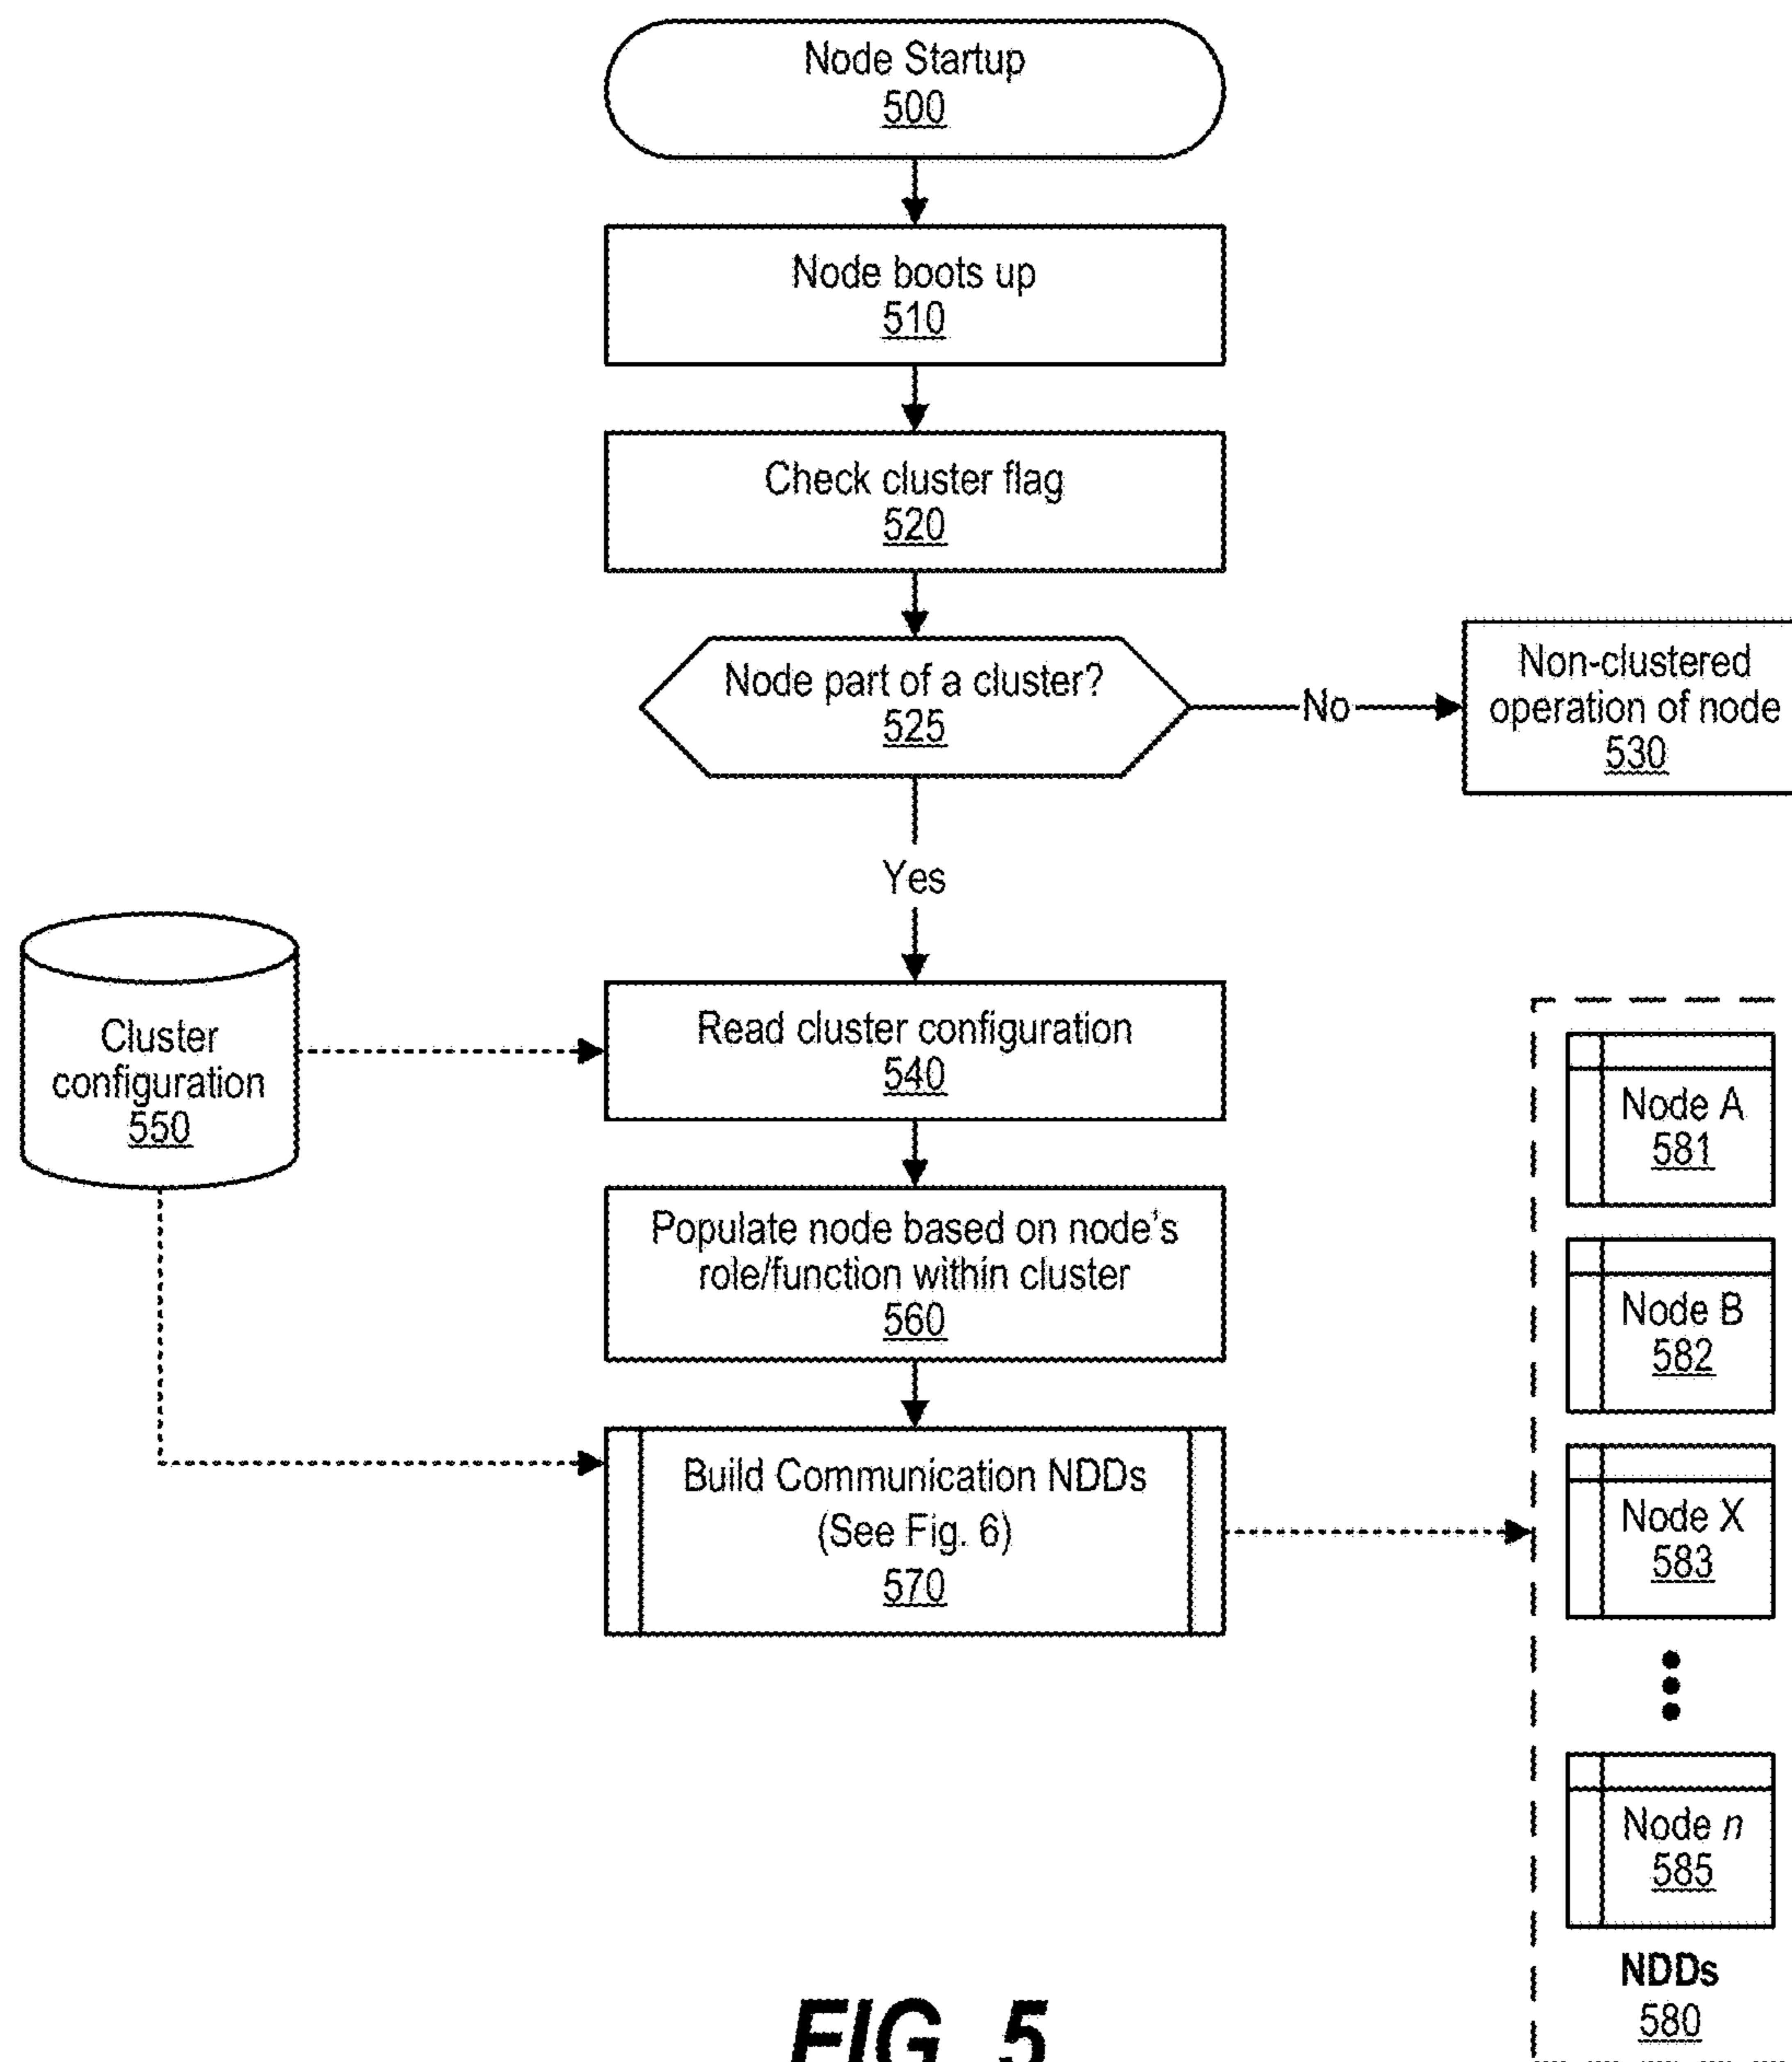 Node Startup
500
Node boots up
510
Check cluster flag
520
Node part of a cluster?
525
No
Non-clustered
operation of node
530
Yes
Cluster
configuration
550
Read cluster configuration
540
Populate node based on node's
role/function within cluster
560
Build Communication NDDs
(See Fig. 6)
570
Node A
581
Node B
582
Node X
583
Node n
585
NDDs
580
FIG. 5